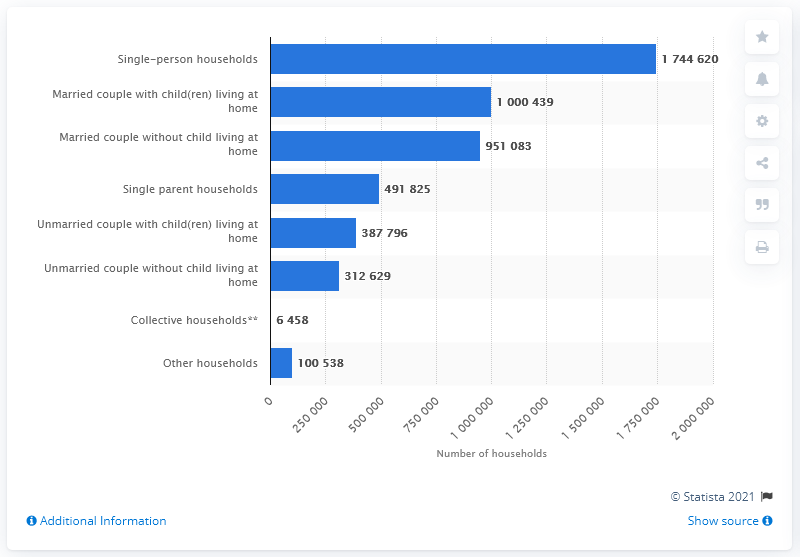 Single-person households
1 744 620
Married couple with child(ren) living at
home
1 000 439
Married couple without child living at
home
951 083
Single parent households
491 825
Unmarried couple with child(ren) living at
home
387 796
Unmarried couple without child living at
home
312 629
Collective households**
6 458
Other households
100 538
0
250 000
500 000
750 000
1 000 000
1 250 000
1 500 000
1 750 000
2 000 000
Number of households
© Statista 2021
Additional Information
Show source